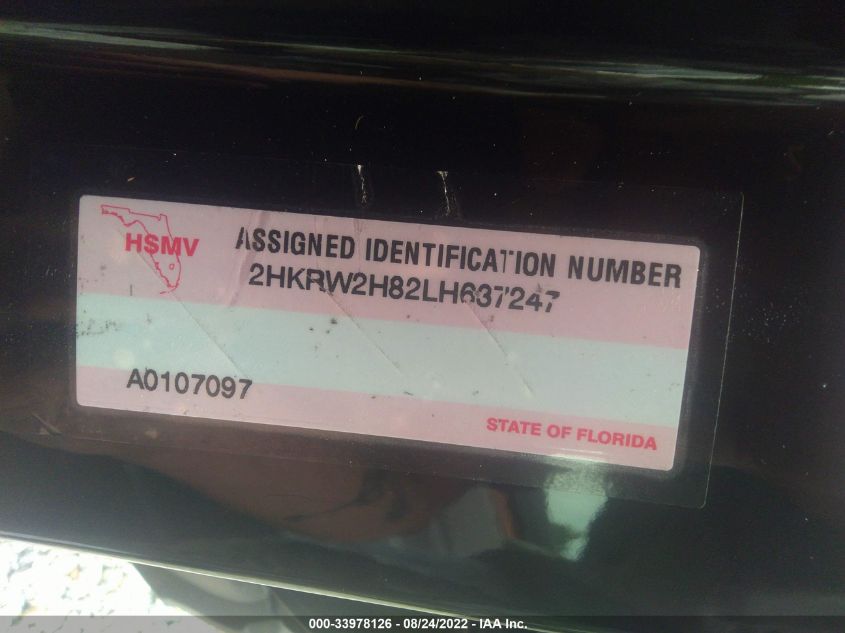 HSMV
ASSIGNED IDENTIFICATION NUMBER
2HKRW2H82LH637247
A0107097
STATE OF FLORIDA
000-33978126 - 08/24/2022 - IAA Inc.